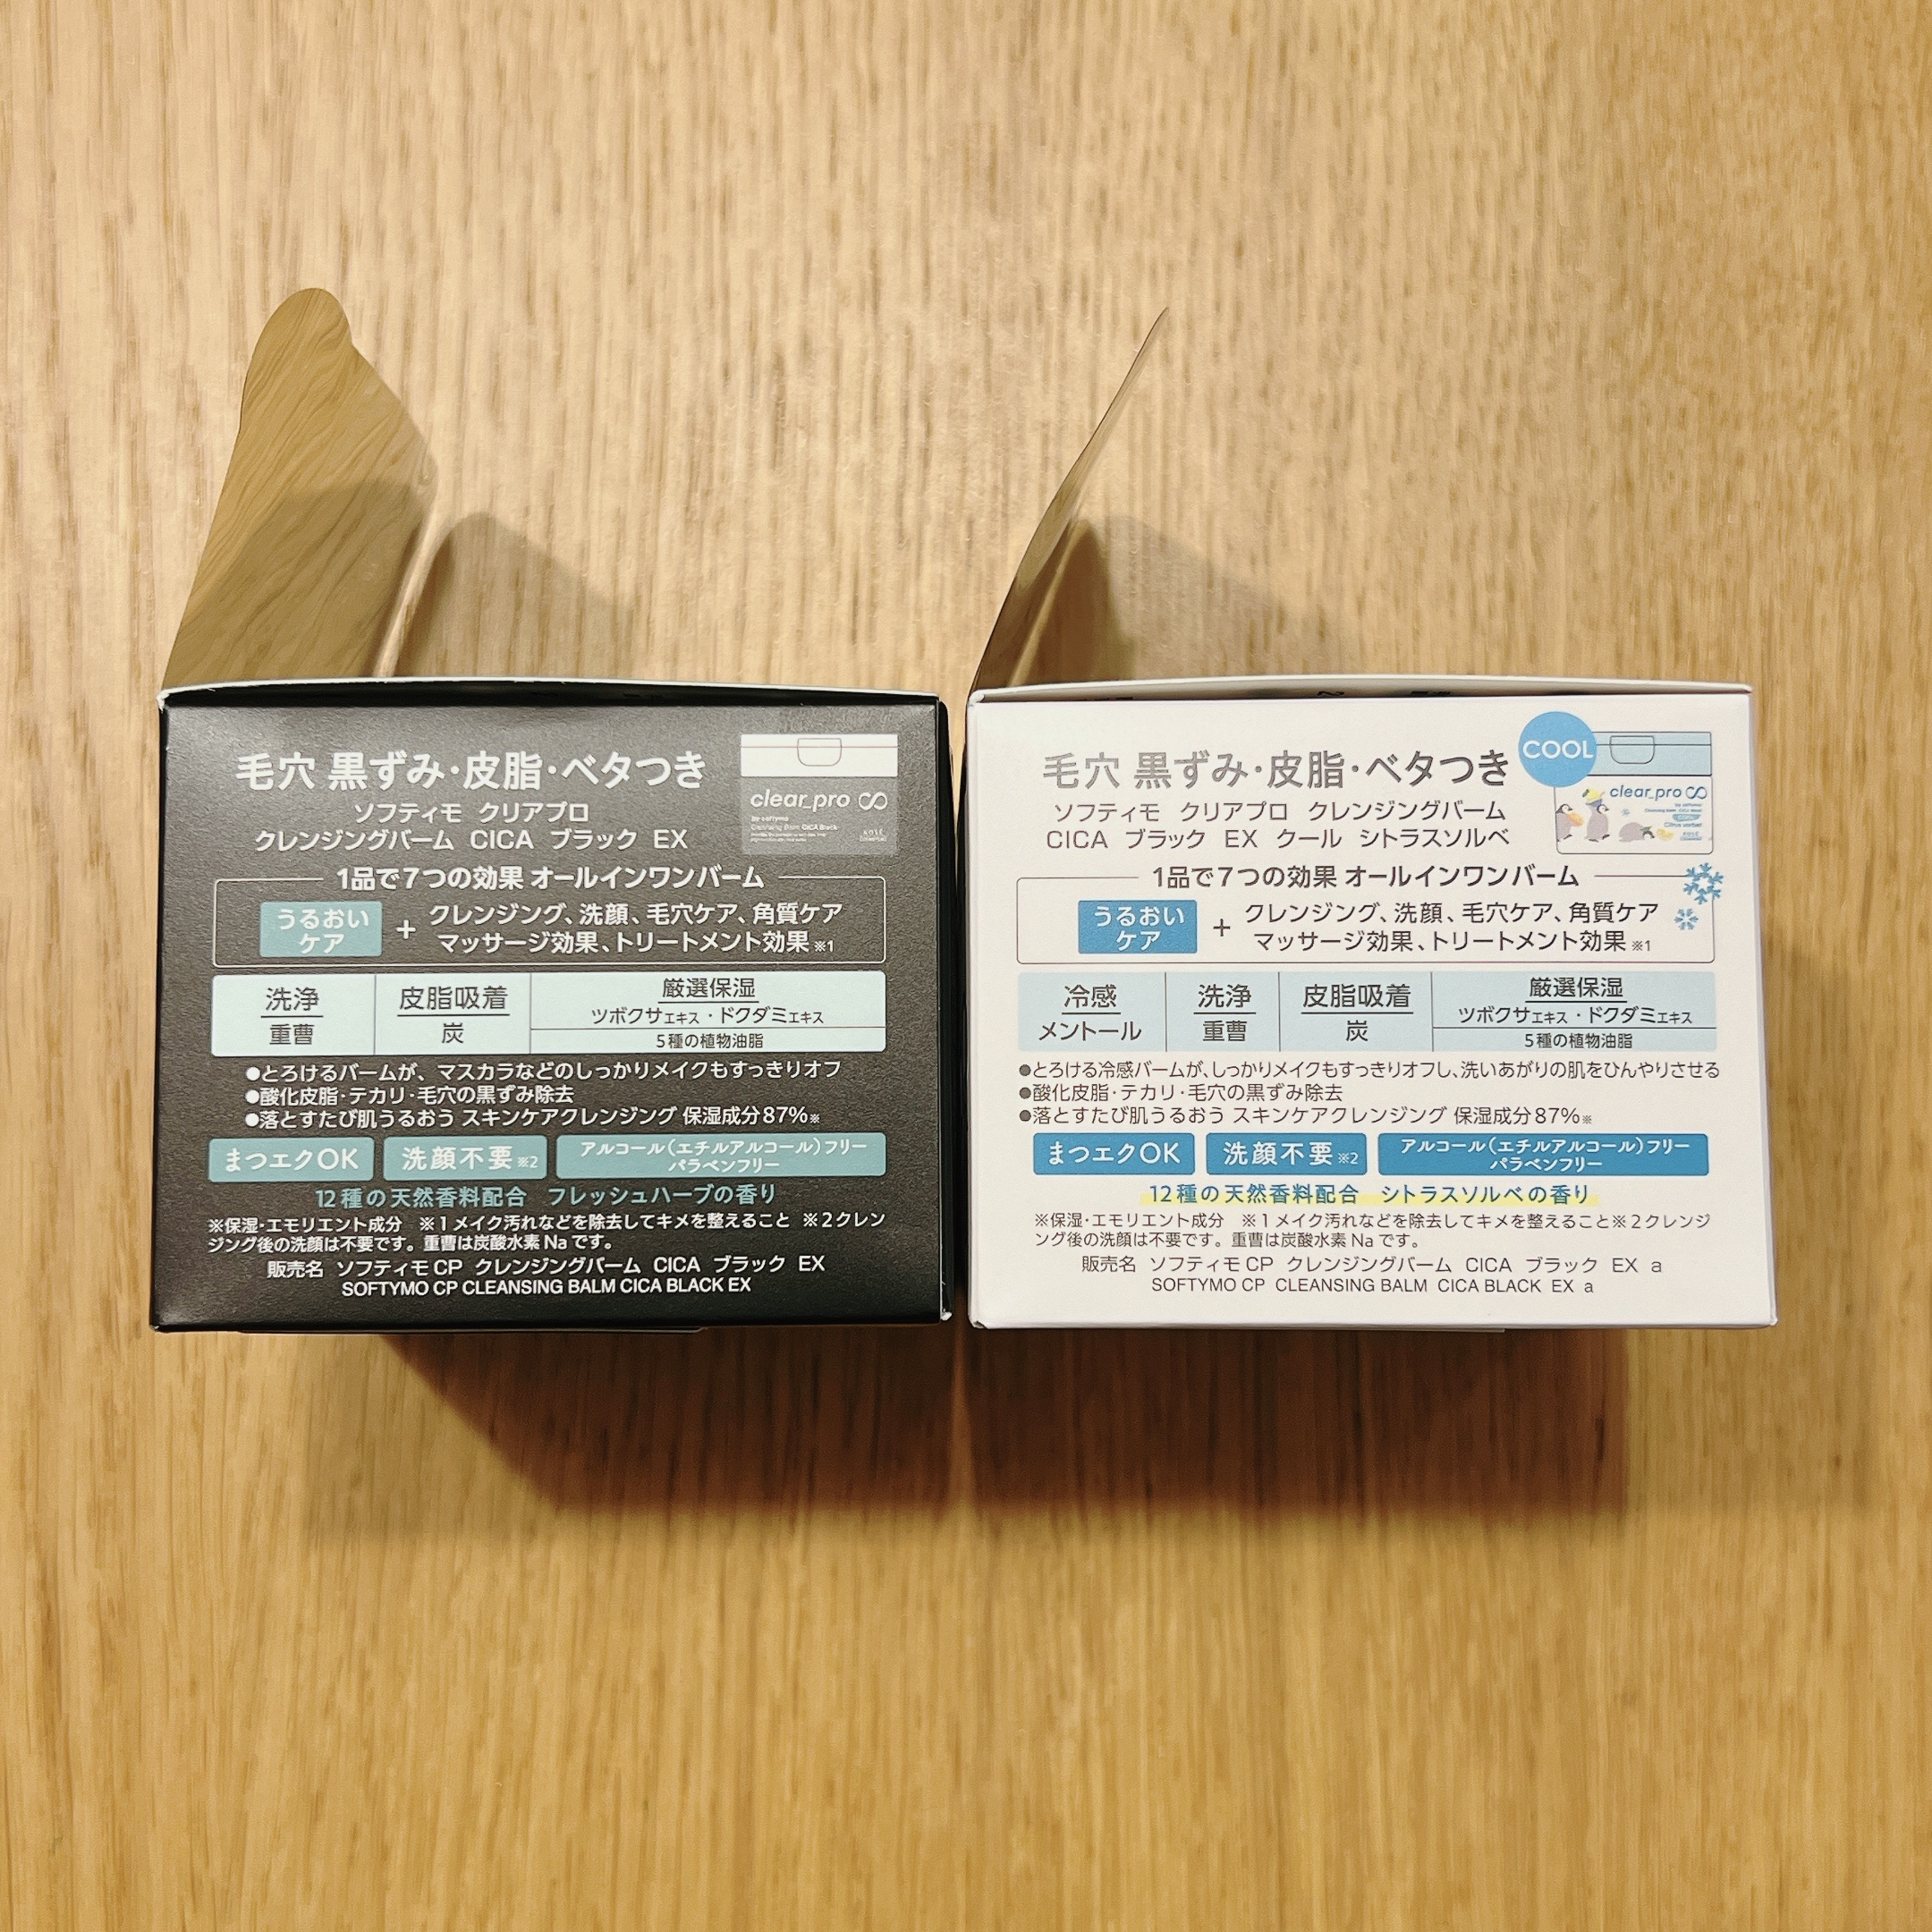 毛穴 黒ずみ・皮脂・ベタつき
ソフティモ クリアプロ
クレンジングバーム CICA ブラック EX
clear_pro
by softymo
Cleansing Balm CICA Black
1品で7つの効果 オールインワンバーム
うるおい
ケア
+
クレンジング、洗顔、毛穴ケア、角質ケア
マッサージ効果、トリートメント効果※1
洗浄
重曹
皮脂吸着
炭
厳選保湿
ツボクサエキス・ドクダミエキス
5種の植物油脂
●とろけるバームが、マスカラなどのしっかりメイクもすっきりオフ
●酸化皮脂・テカリ・毛穴の黒ずみ除去
●落とすたび肌うるおう スキンケアクレンジング 保湿成分87%※
まつエクOK
洗顔不要※2
アルコール(エチルアルコール)フリー
パラベンフリー
12種の天然香料配合 フレッシュハーブの香り
※保湿・エモリエント成分 ※1メイク汚れなどを除去してキメを整えること ※2クレン
ジング後の洗顔は不要です。重曹は炭酸水素Naです。
販売名 ソフティモCP クレンジングバーム CICA ブラック EX
SOFTYMO CP CLEANSING BALM CICA BLACK EX
毛穴 黒ずみ・皮脂・ベタつき
ソフティモ クリアプロ クレンジングバーム
CICA ブラック EX クール シトラスソルベ
COOL
clear_pro
1品で7つの効果 オールインワンバーム
うるおい
ケア
+
クレンジング、洗顔、毛穴ケア、角質ケア
マッサージ効果、トリートメント効果※1
冷感
メントール
洗浄
重曹
皮脂吸着
炭
厳選保湿
ツボクサエキス・ドクダミエキス
5種の植物油脂
●とろける冷感バームが、しっかりメイクもすっきりオフし、洗いあがりの肌をひんやりさせる
●酸化皮脂・テカリ・毛穴の黒ずみ除去
●落とすたび肌うるおう スキンケアクレンジング 保湿成分87%※
まつエクOK
洗顔不要※2
アルコール(エチルアルコール)フリー
パラベンフリー
12種の天然香料配合 シトラスソルベの香り
※保湿・エモリエント成分 ※1メイク汚れなどを除去してキメを整えること※2クレンジ
ング後の洗顔は不要です。重曹は炭酸水素Naです。
販売名 ソフティモCP クレンジングバーム CICA ブラック EX a
SOFTYMO CP CLEANSING BALM CICA BLACK EX a